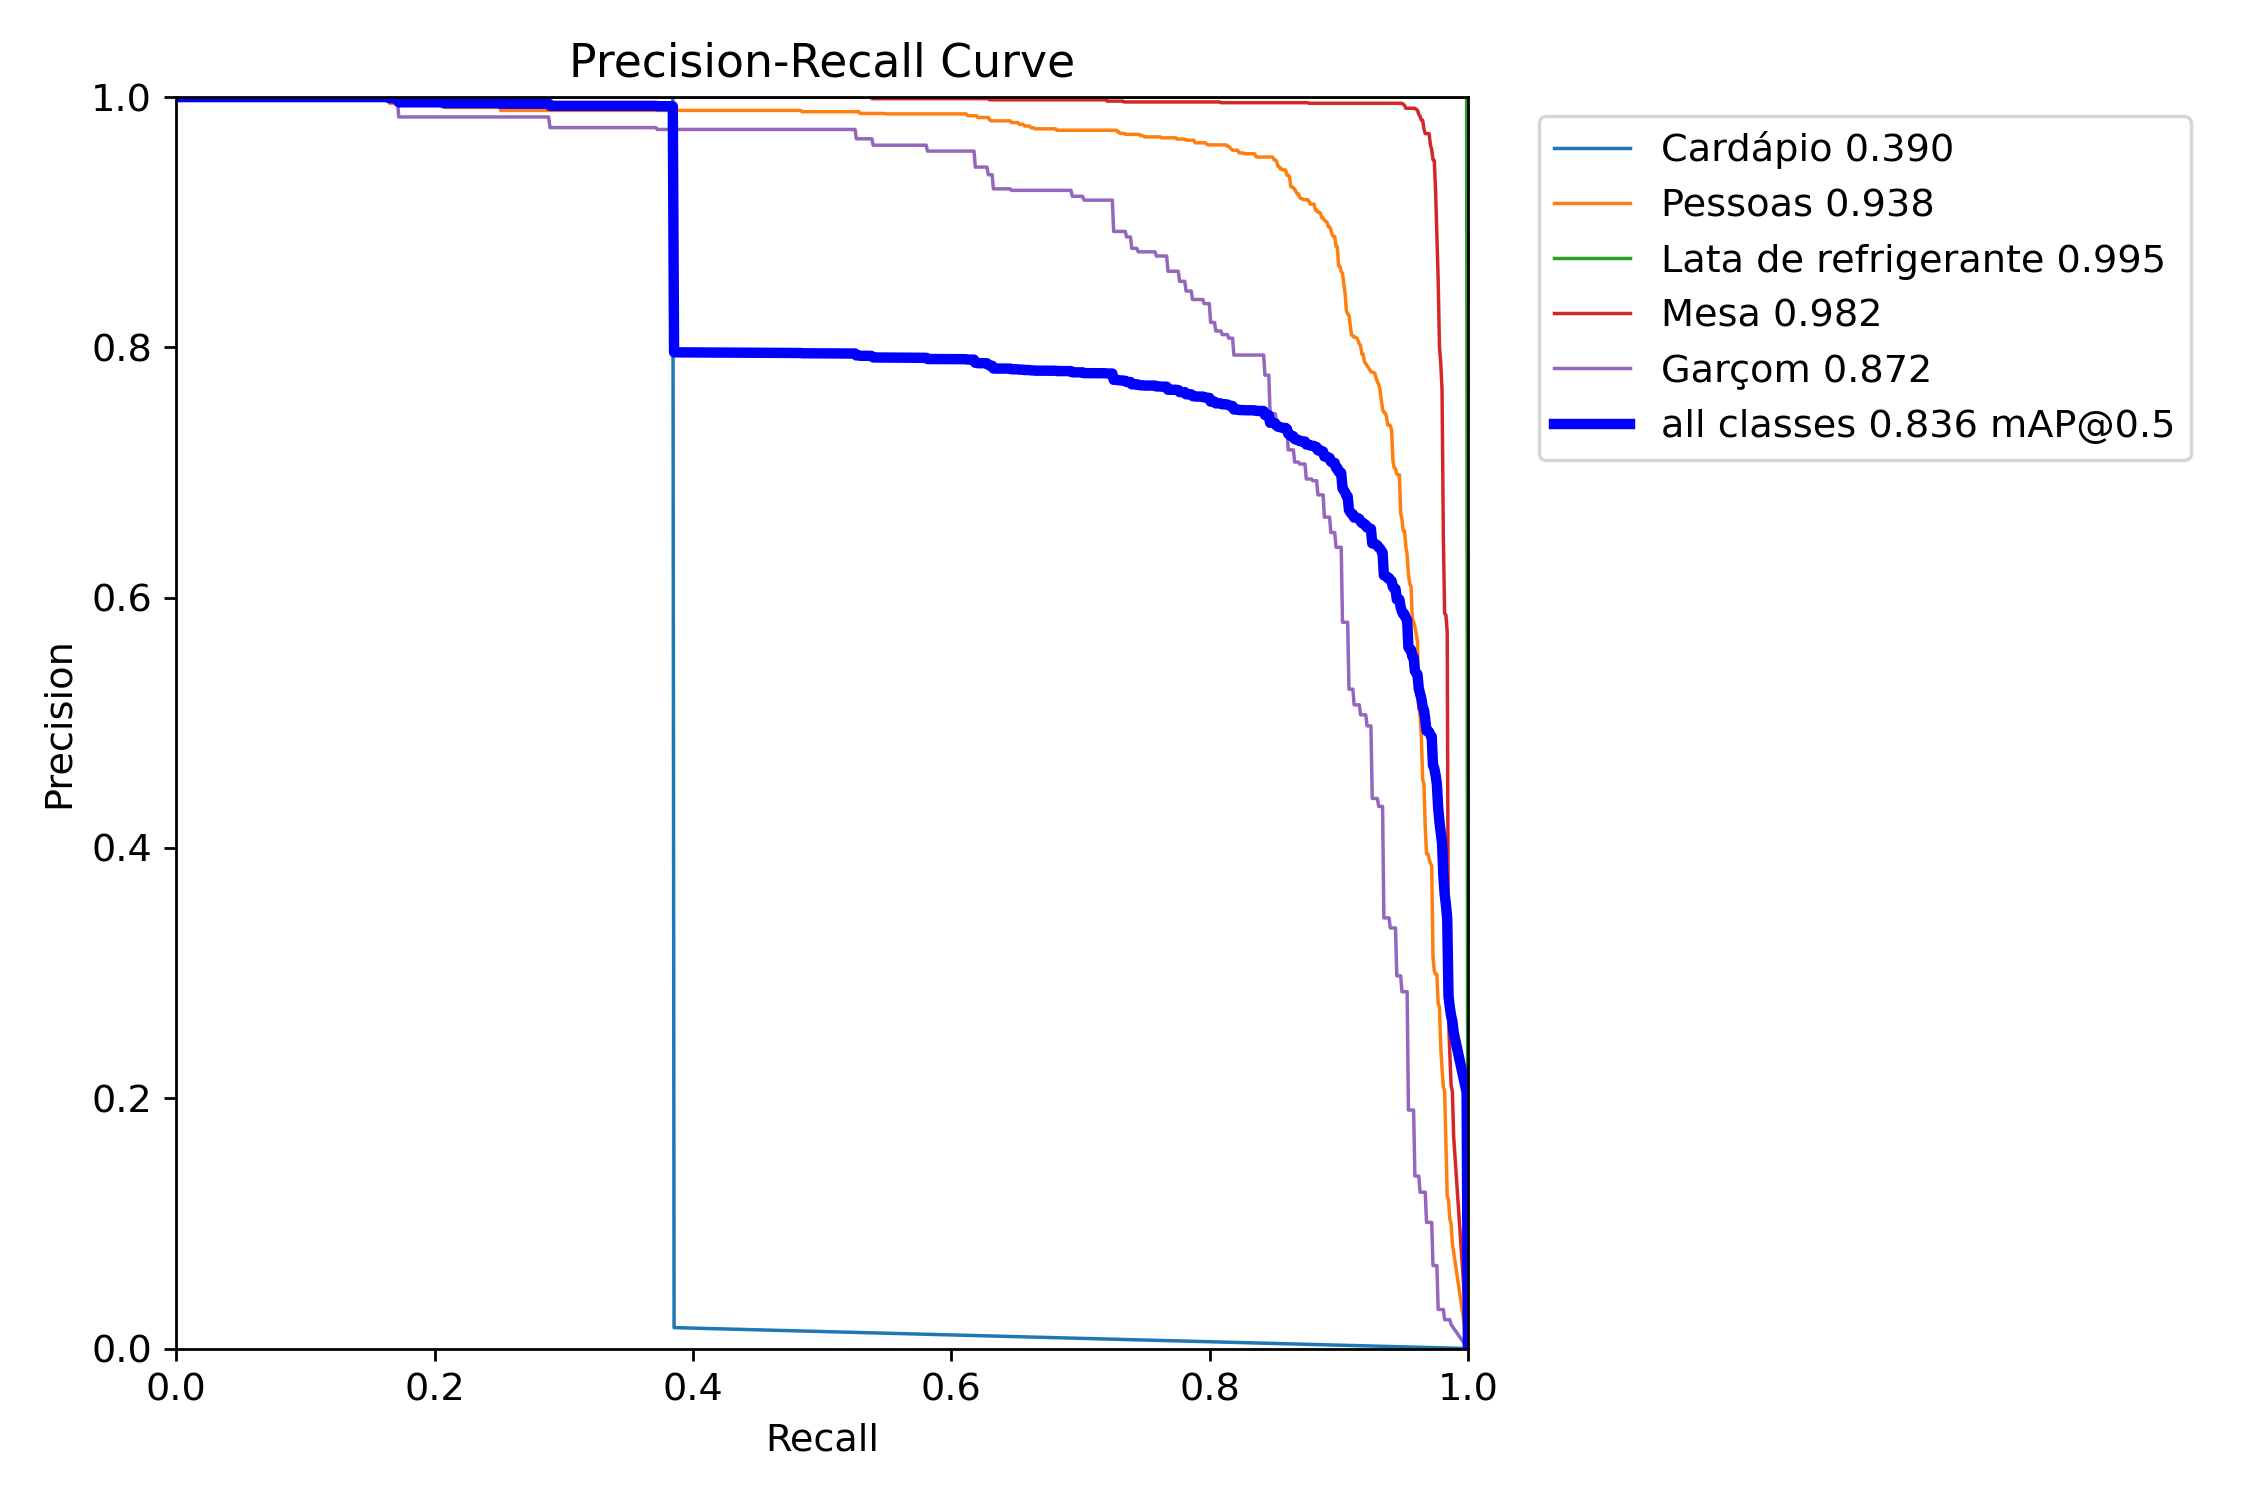 Precision-Recall Curve
1.0
0.8
0.6
0.4
0.2
0.0
Precision
0.0 0.2 0.4 0.6 0.8 1.0
Recall
Cardápio 0.390
Pessoas 0.938
Lata de refrigerante 0.995
Mesa 0.982
Garçom 0.872
all classes 0.836 mAP@0.5